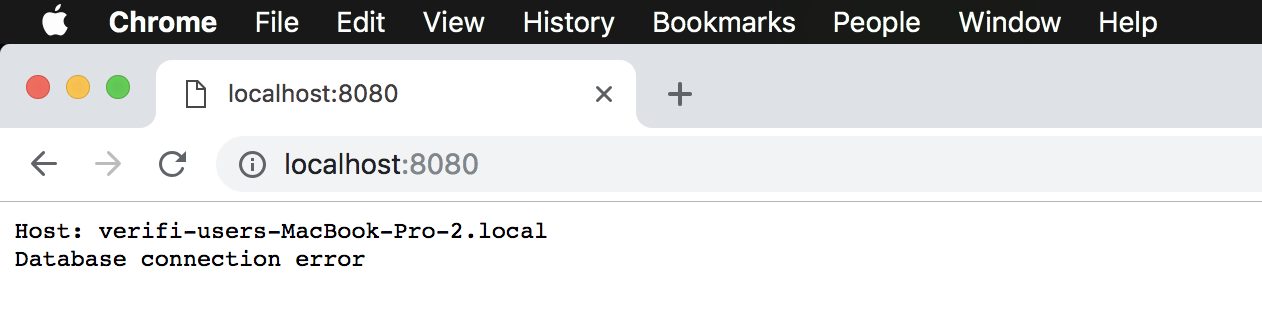 Chrome File Edit View History Bookmarks People Window Help
localhost:8080
localhost:8080
Host: verifi-users-MacBook-Pro-2.local
Database connection error